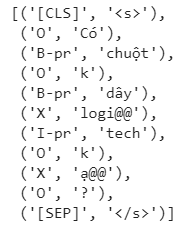 [('[CLS]', '<s>'),
('O', 'Có'),
('B-pr', 'chuột'),
('O', 'k'),
('B-pr', 'dây'),
('X', 'logi@@'),
('I-pr', 'tech'),
('O', 'k'),
('X', 'ạ@@'),
('O', '?'),
('[SEP]', '</s>')]